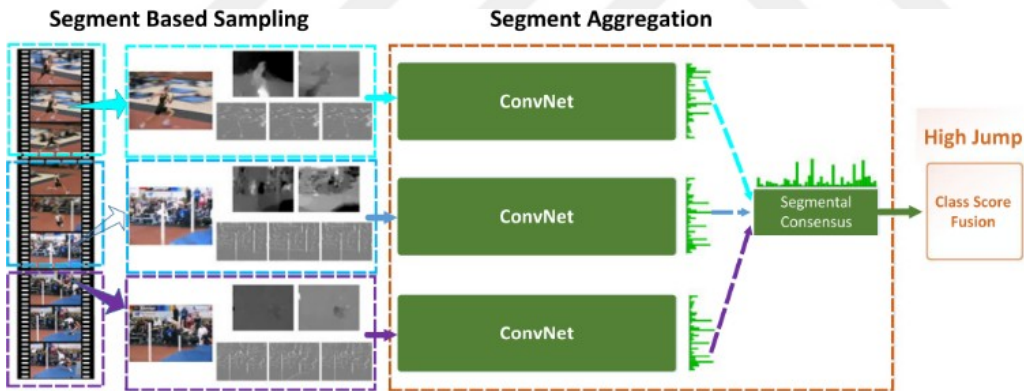 Segment Based Sampling
Segment Aggregation
ConvNet
ConvNet
ConvNet
Segmental
Consensus
High Jump
Class Score
Fusion